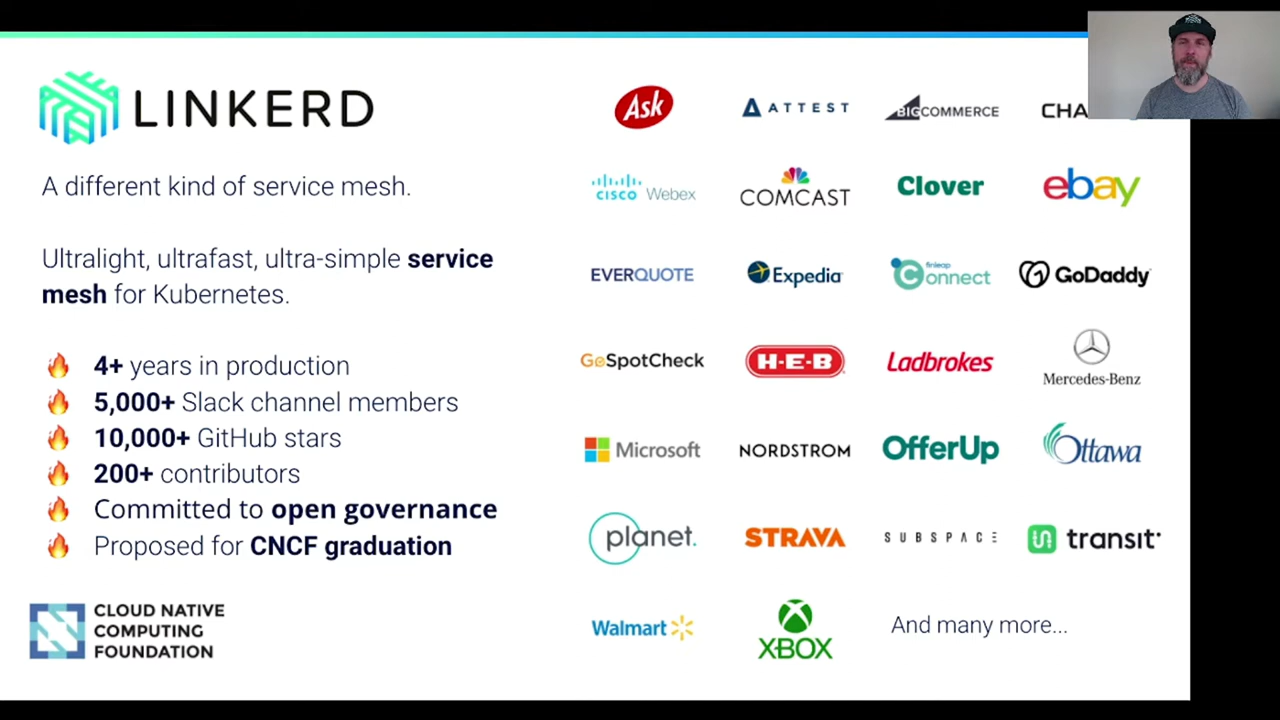 LINKERD
A different kind of service mesh.
Ultralight, ultrafast, ultra-simple service
mesh for Kubernetes.
4+ years in production
5,000+ Slack channel members
10,000+ GitHub stars
200+ contributors
Committed to open governance
Proposed for CNCF graduation
CLOUD NATIVE
COMPUTING
FOUNDATION
Ask
ATTEST
BIGCOMMERCE
CHA
CISCO Webex
COMCAST
Clover
ebay
EVERQUOTE
Expedia
finleap
Connect
GoDaddy
GoSpotCheck
H-E-B
Ladbrokes
Mercedes-Benz
Microsoft
NORDSTROM
OfferUp
Ottawa
planet.
STRAVA
SUBSPACE
transit
Walmart
XBOX
And many more...